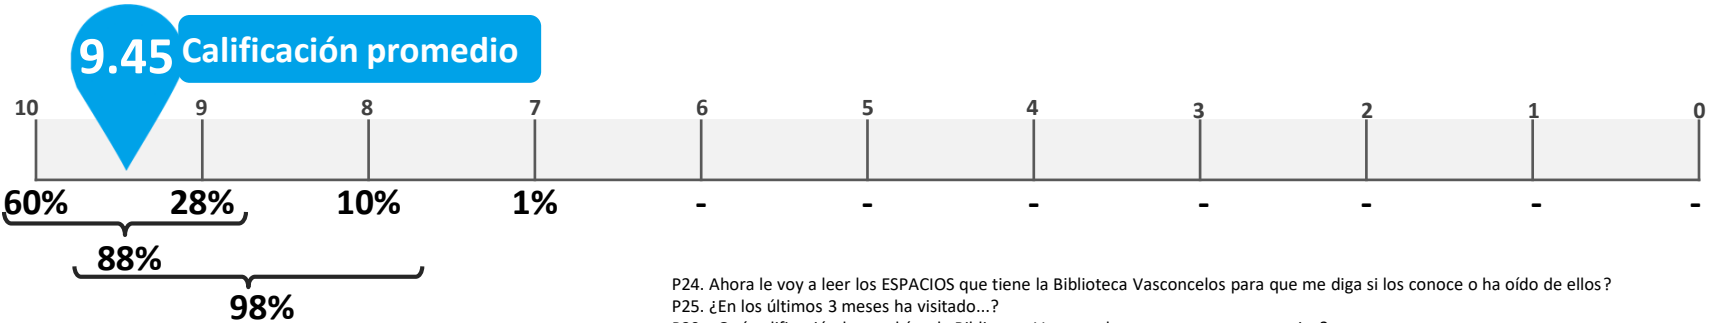 9.45 Calificación promedio
10 9 8 7 6 5 4 3 2 1 0
60% 28% 10% 1% - - - - - - -
88%
98%
P24. Ahora le voy a leer los ESPACIOS que tiene la Biblioteca Vasconcelos para que me diga si los conoce o ha oído de ellos?
P25. ¿En los últimos 3 meses ha visitado...?